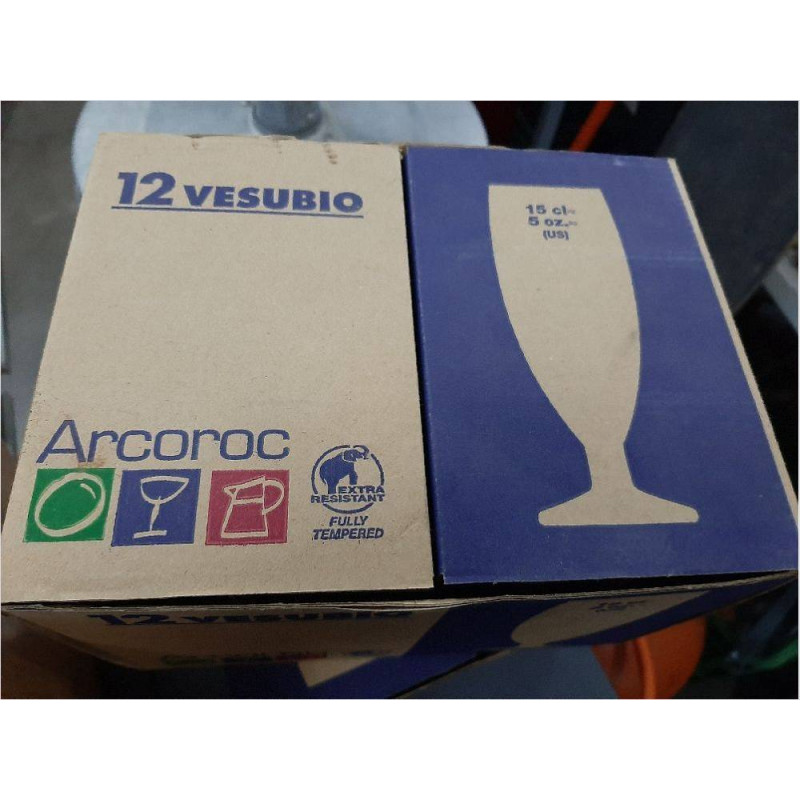 12 VESUBIO
15 cl
5 oz.
(US)
Arcoroc
EXTRA
RESISTANT
FULLY
TEMPERED
12 VESUBIO